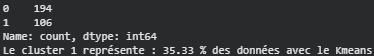 0    194
1    106
Name: count, dtype: int64
Le cluster 1 représente : 35.33 % des données avec le Kmeans